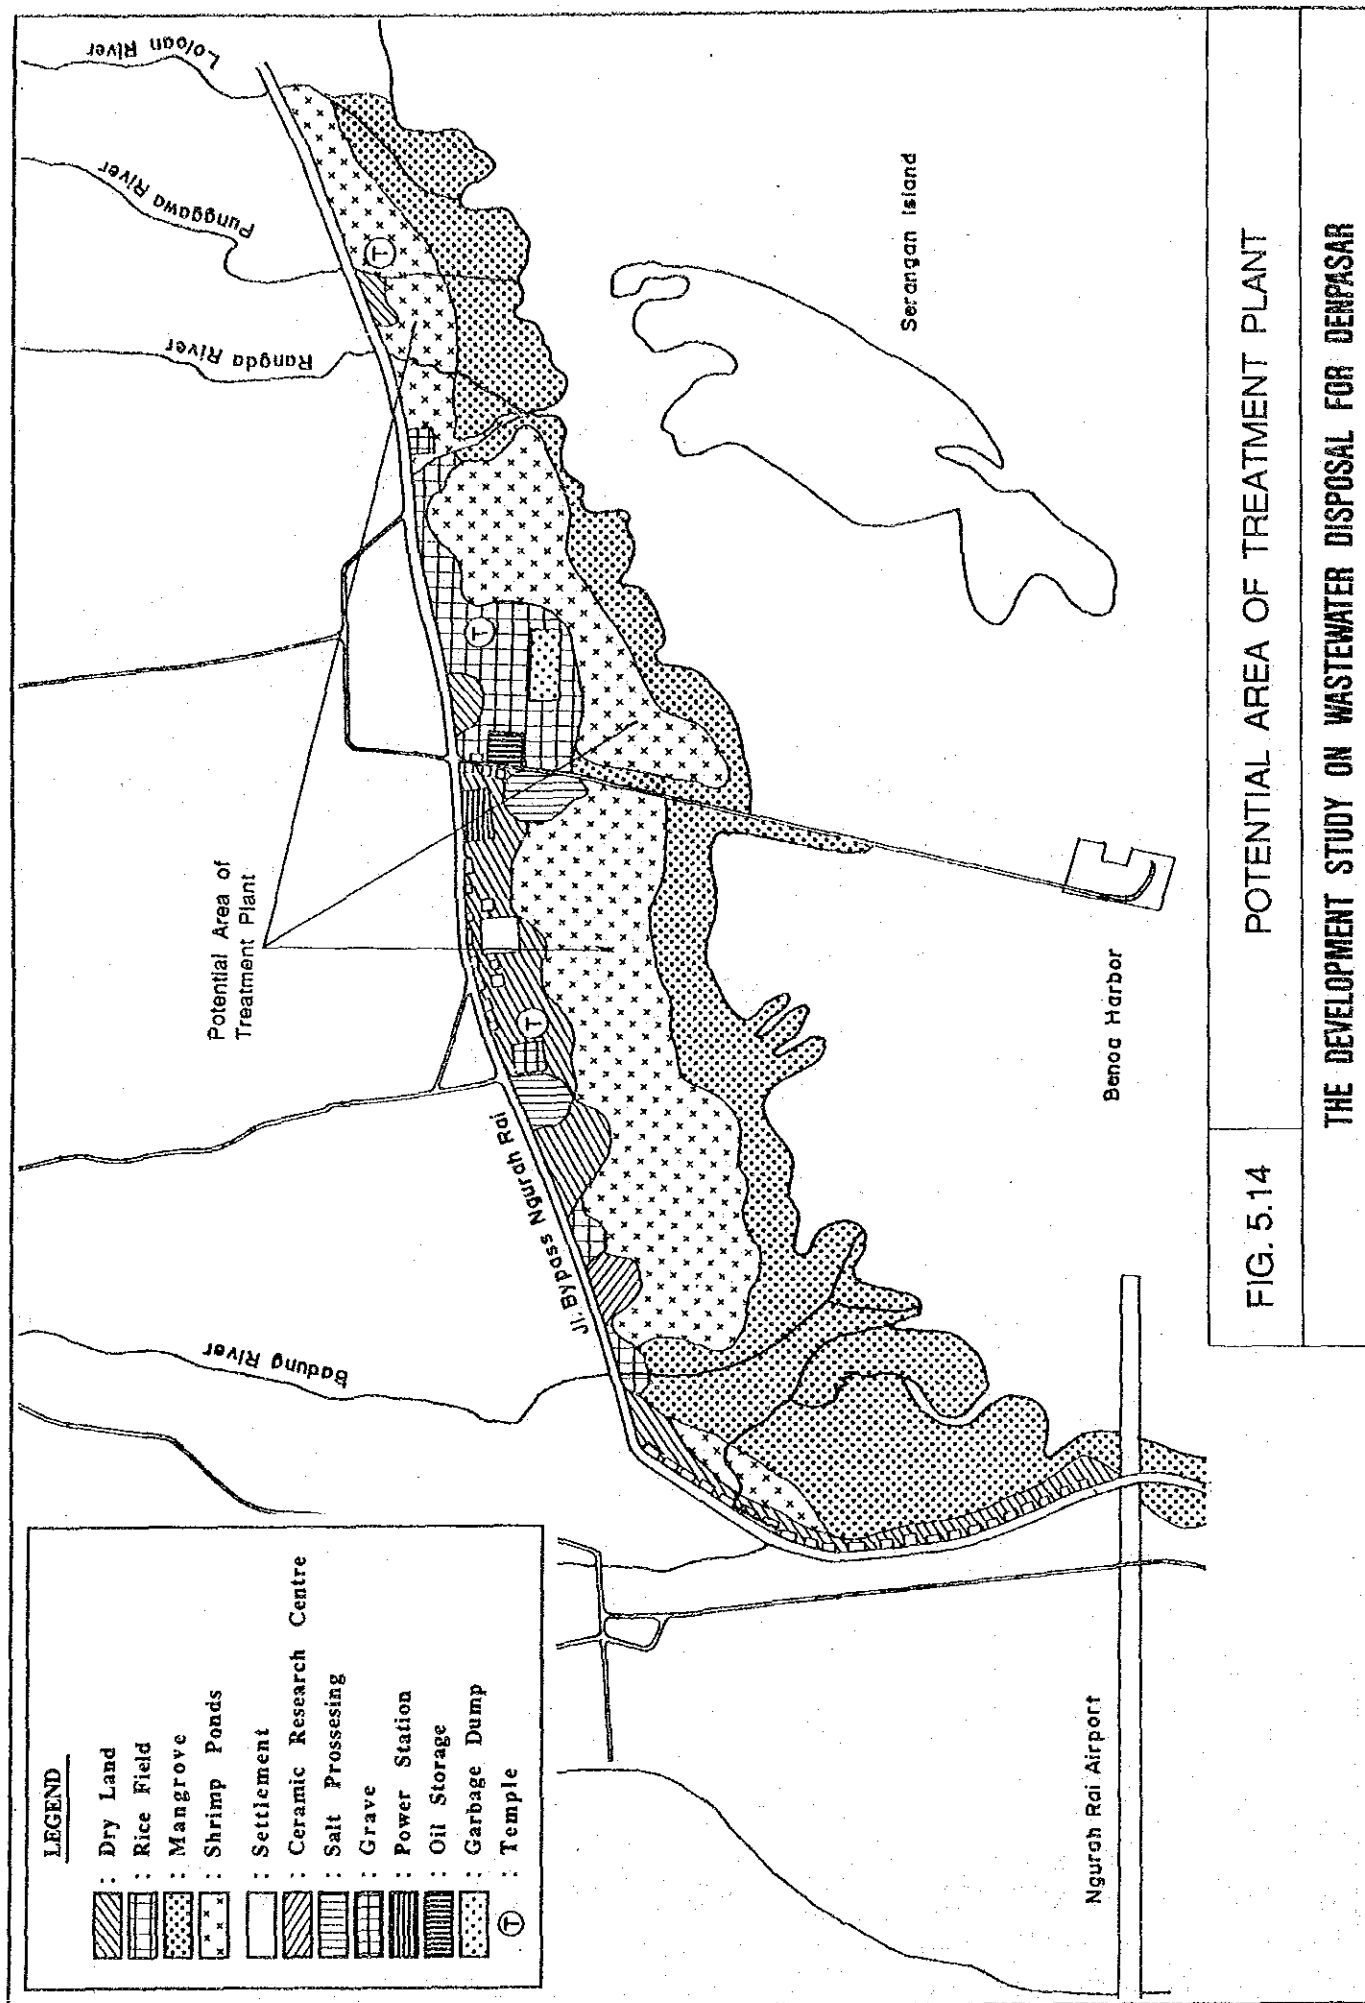 LEGEND
: Dry Land
: Rice Field
: Mangrove
: Shrimp Ponds
: Settlement
: Ceramic Research Centre
: Salt Prossesing
: Grave
: Power Station
: Oil Storage
: Garbage Dump
T : Temple
Badung River
Rangda River
Punggawa River
Loloan River
Potential Area of
Treatment Plant
Jl. Bypass Ngurah Rai
T
T
T
Ngurah Rai Airport
Benoa Harbor
Serangan Island
FIG. 5.14
POTENTIAL AREA OF TREATMENT PLANT
THE DEVELOPMENT STUDY ON WASTEWATER DISPOSAL FOR DENPASAR